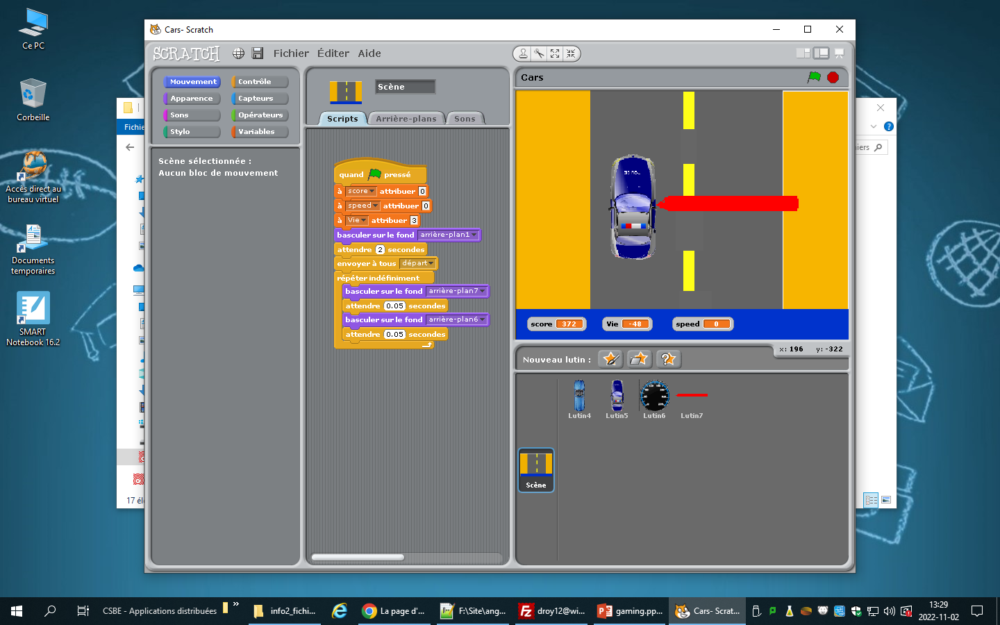 Ce PC
Corbeille
Accès direct au
bureau virtuel
Documents
temporaires
SMART
Notebook 16.2
Fichie
17 élé
iers
Cars- Scratch
SCRATCH
Fichier Éditer Aide
Mouvement Contrôle
Apparence Capteurs
Sons Opérateurs
Stylo Variables
Scène sélectionnée :
Aucun bloc de mouvement
Scène
Scripts Arrière-plans Sons
quand pressé
à score attribuer 0
à speed attribuer 0
à Vie attribuer 3
basculer sur le fond arrière-plan1
attendre 2 secondes
envoyer à tous départ
répéter indéfiniment
basculer sur le fond arrière-plan7
attendre 0.05 secondes
basculer sur le fond arrière-plan6
attendre 0.05 secondes
Cars
score 372 Vie -48 speed 0
x: 196 y: -322
Nouveau lutin :
Lutin4 Lutin5 Lutin6 Lutin7
Scène
CSBE - Applications distribuées »
info2_fichi...
La page d'...
F:\Site\ang...
droy12@wi...
gaming.pp...
Cars- Scrat...
13:29
2022-11-02